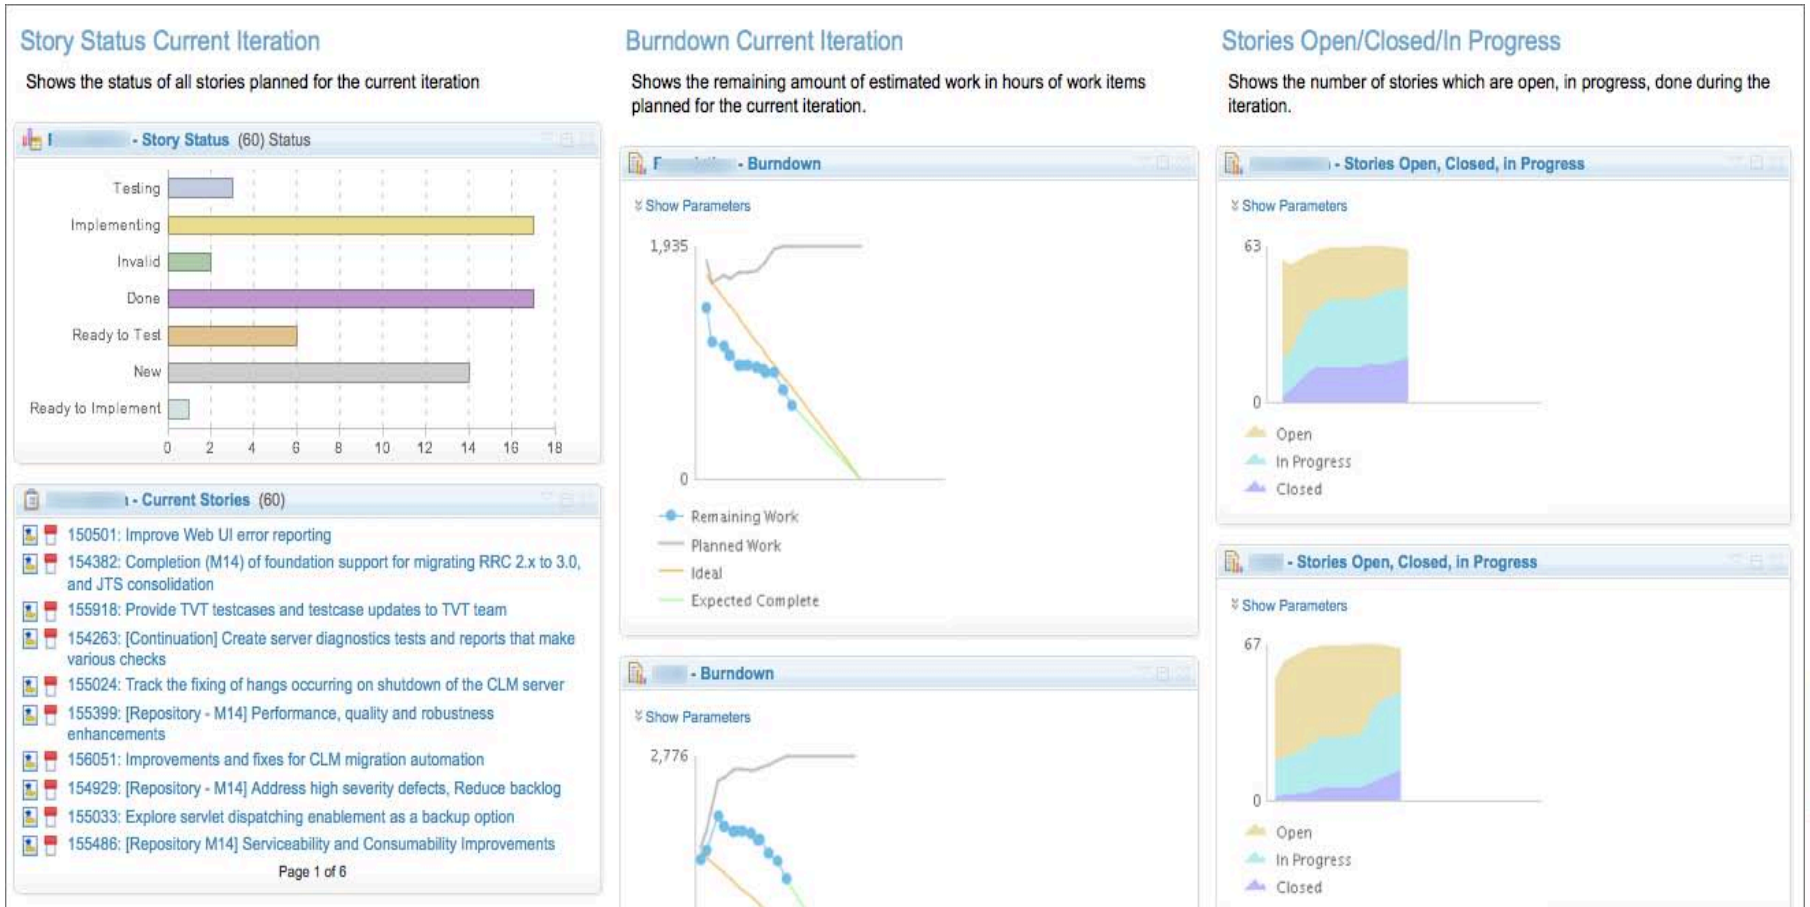 Story Status Current Iteration
Shows the status of all stories planned for the current iteration
- Story Status (60) Status
Testing
Implementing
Invalid
Done
Ready to Test
New
Ready to Implement
0 2 4 6 8 10 12 14 16 18
- Current Stories (60)
150501: Improve Web UI error reporting
154382: Completion (M14) of foundation support for migrating RRC 2.x to 3.0,
and JTS consolidation
155918: Provide TVT testcases and testcase updates to TVT team
154263: [Continuation] Create server diagnostics tests and reports that make
various checks
155024: Track the fixing of hangs occurring on shutdown of the CLM server
155399: [Repository - M14] Performance, quality and robustness
enhancements
156051: Improvements and fixes for CLM migration automation
154929: [Repository - M14] Address high severity defects, Reduce backlog
155033: Explore servlet dispatching enablement as a backup option
155486: [Repository M14] Serviceability and Consumability Improvements
Page 1 of 6
Burndown Current Iteration
Shows the remaining amount of estimated work in hours of work items
planned for the current iteration.
- Burndown
Show Parameters
1,935
0
Remaining Work
Planned Work
Ideal
Expected Complete
- Burndown
Show Parameters
2,776
Stories Open/Closed/In Progress
Shows the number of stories which are open, in progress, done during the
iteration.
- Stories Open, Closed, in Progress
Show Parameters
63
0
Open
In Progress
Closed
- Stories Open, Closed, in Progress
Show Parameters
67
0
Open
In Progress
Closed